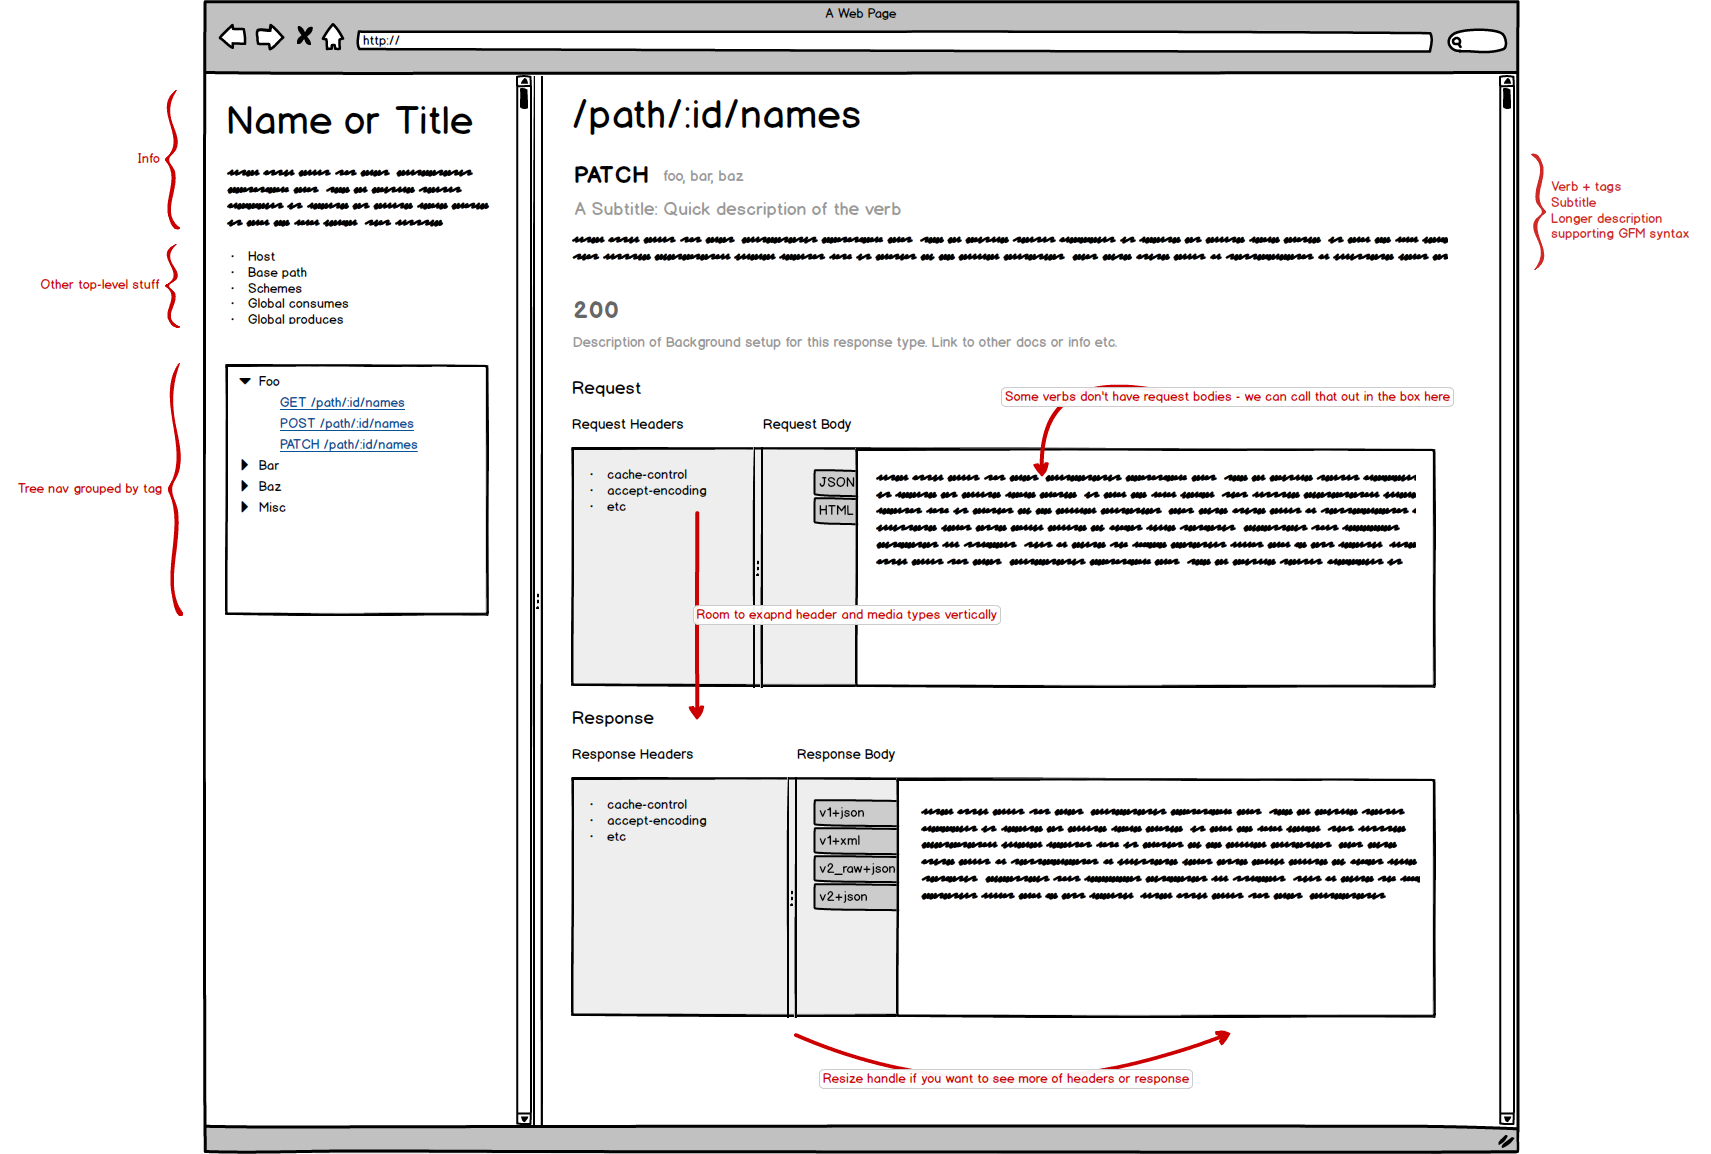 A Web Page
http://
Name or Title
Info
Host
Base path
Schemes
Global consumes
Global produces
Other top-level stuff
Foo
GET /path/:id/names
POST /path/:id/names
PATCH /path/:id/names
Bar
Baz
Misc
Tree nav grouped by tag
/path/:id/names
PATCH foo, bar, baz
A Subtitle: Quick description of the verb
Verb + tags
Subtitle
Longer description
supporting GFM syntax
200
Description of Background setup for this response type. Link to other docs or info etc.
Request
Some verbs don't have request bodies - we can call that out in the box here
Request Headers
Request Body
cache-control
accept-encoding
etc
JSON
HTML
Room to exapnd header and media types vertically
Response
Response Headers
Response Body
cache-control
accept-encoding
etc
v1+json
v1+xml
v2_raw+json
v2+json
Resize handle if you want to see more of headers or response